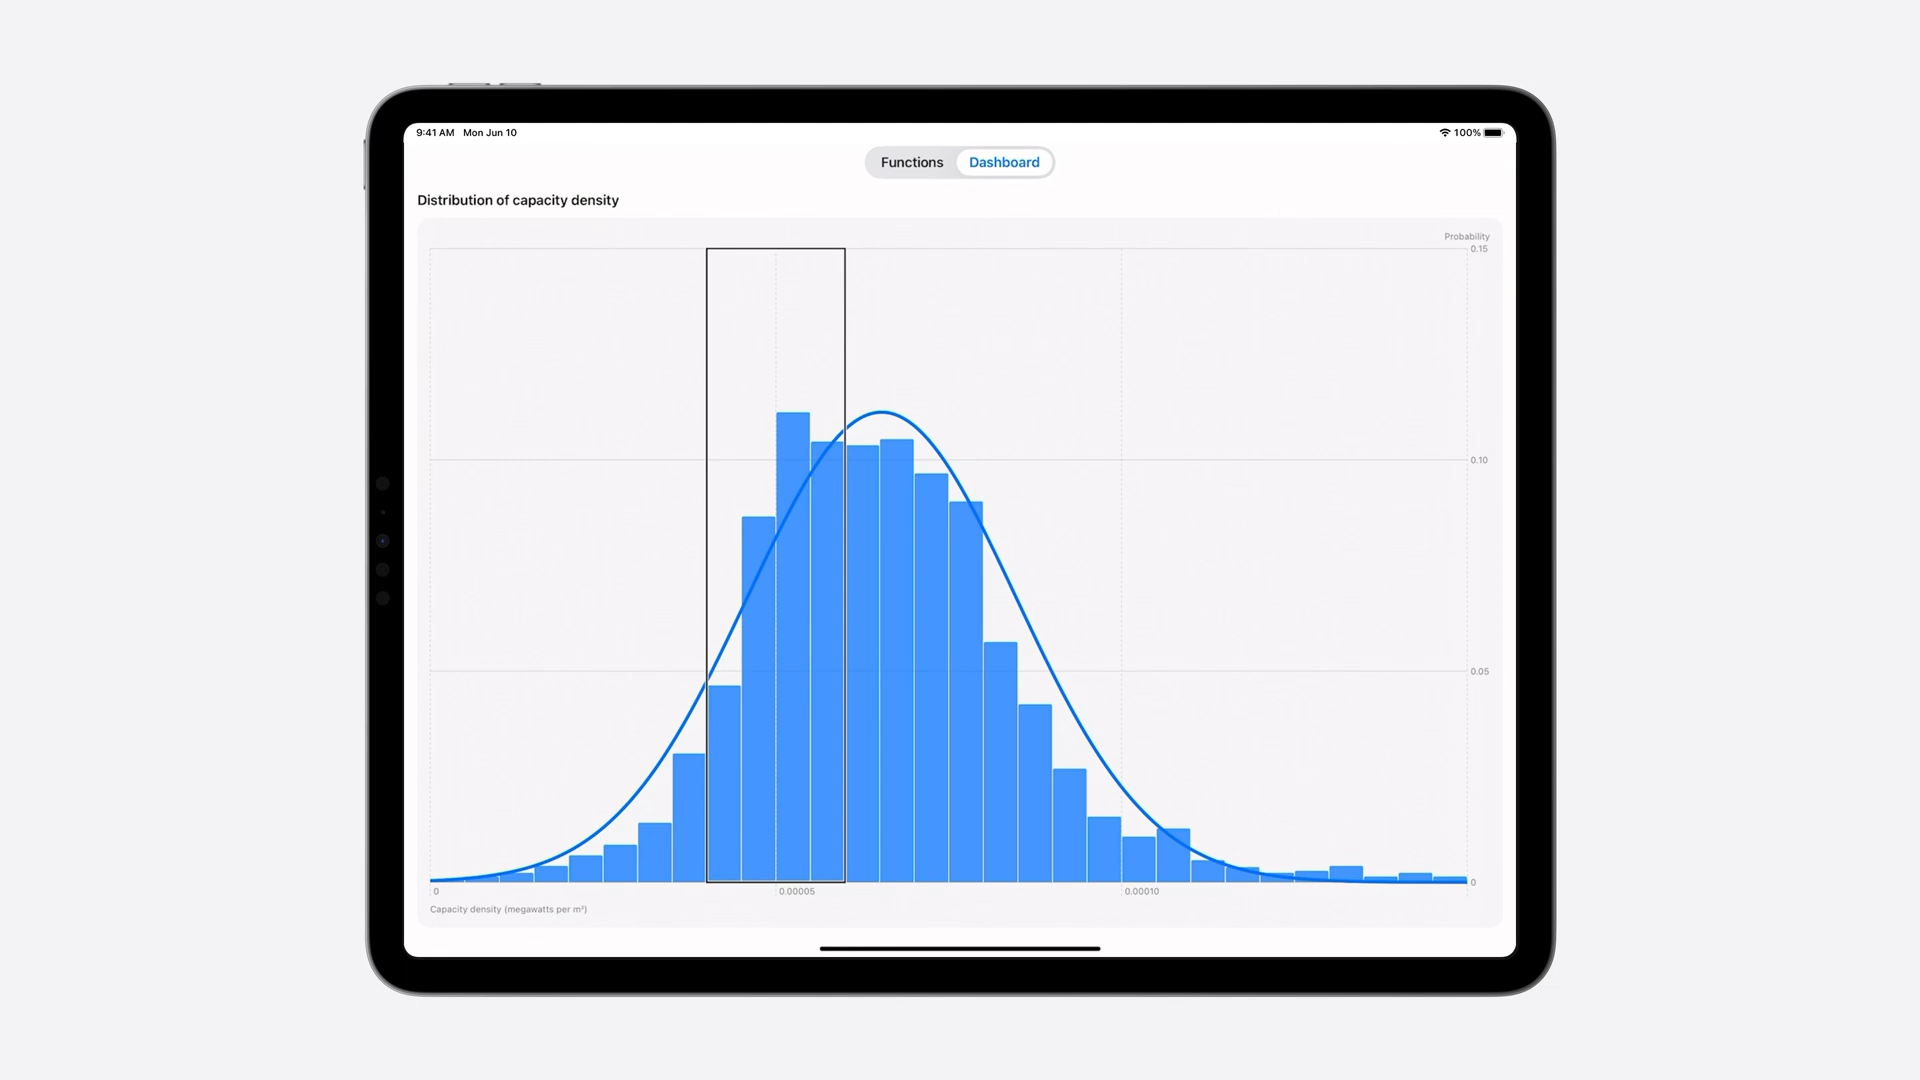 9:41 AM Mon Jun 10
100%
Functions Dashboard
Distribution of capacity density
Probability
0.15
0.10
0.05
0
0 0.00005 0.00010
Capacity density (megawatts per m²)